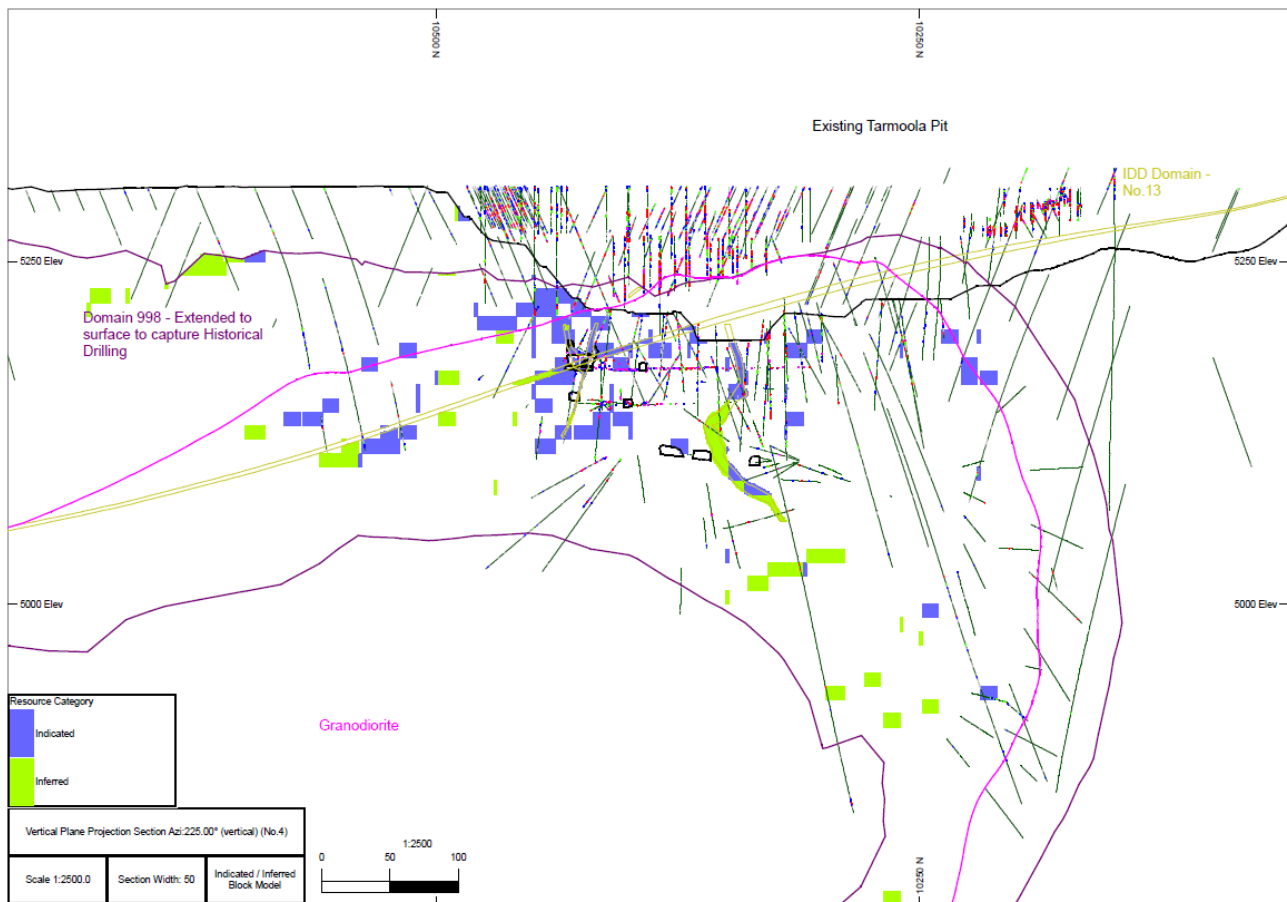 10500 N
10250 N
Existing Tarmoola Pit
IDD Domain -
No.13
5250 Elev
5250 Elev
Domain 998 - Extended to
surface to capture Historical
Drilling
5000 Elev
5000 Elev
Resource Category
Indicated
Inferred
Granodiorite
Vertical Plane Projection Section Azi:225.00° (vertical) (No.4)
Scale 1:2500.0
Section Width: 50
Indicated / Inferred
Block Model
1:2500
0 50 100
10250 N